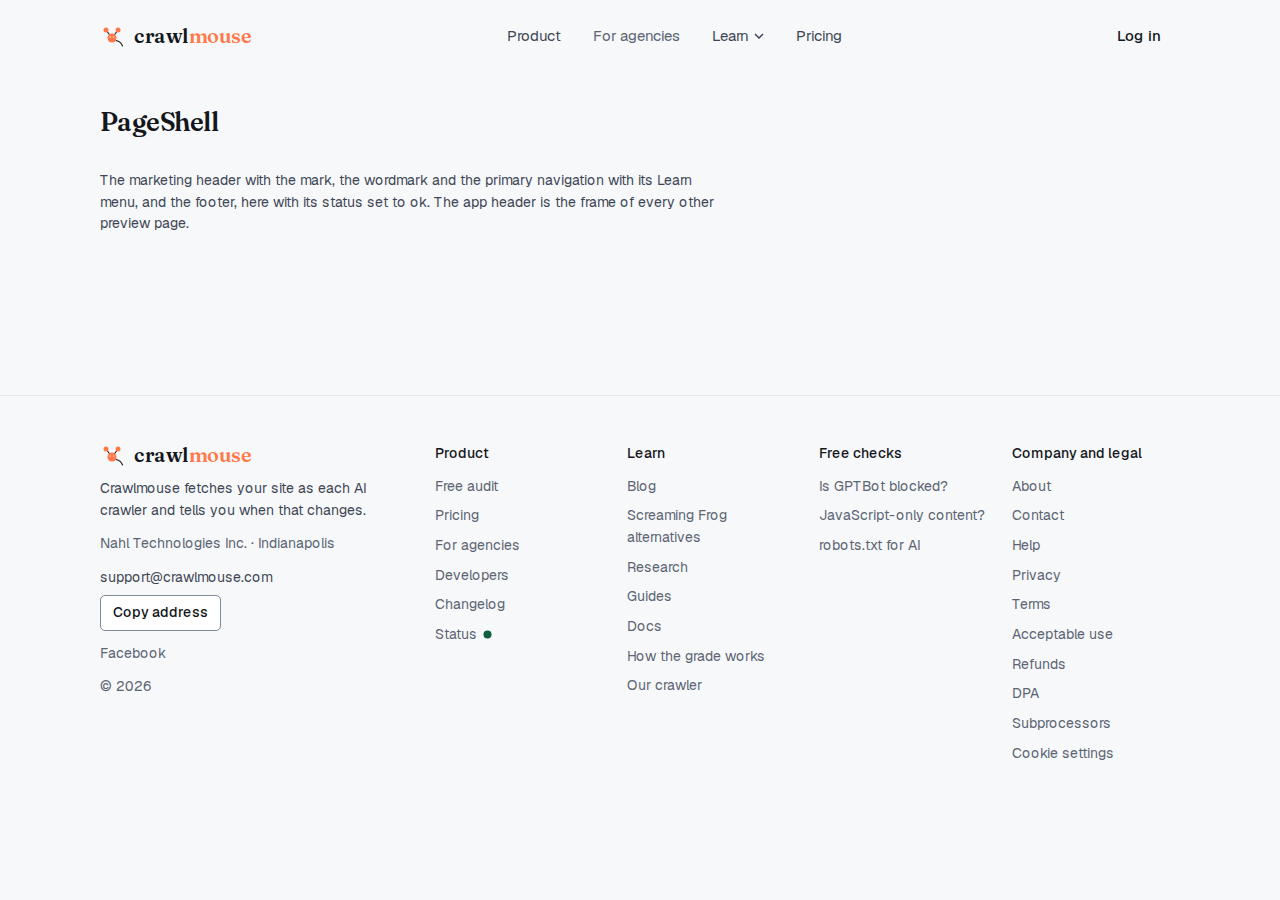 crawlmouse
Product
For agencies
Learn
Pricing
Log in
PageShell
The marketing header with the mark, the wordmark and the primary navigation with its Learn
menu, and the footer, here with its status set to ok. The app header is the frame of every other
preview page.
crawlmouse
Crawlmouse fetches your site as each AI
crawler and tells you when that changes.
Nahl Technologies Inc. · Indianapolis
support@crawlmouse.com
Copy address
Facebook
© 2026
Product
Free audit
Pricing
For agencies
Developers
Changelog
Status
Learn
Blog
Screaming Frog
alternatives
Research
Guides
Docs
How the grade works
Our crawler
Free checks
Is GPTBot blocked?
JavaScript-only content?
robots.txt for AI
Company and legal
About
Contact
Help
Privacy
Terms
Acceptable use
Refunds
DPA
Subprocessors
Cookie settings